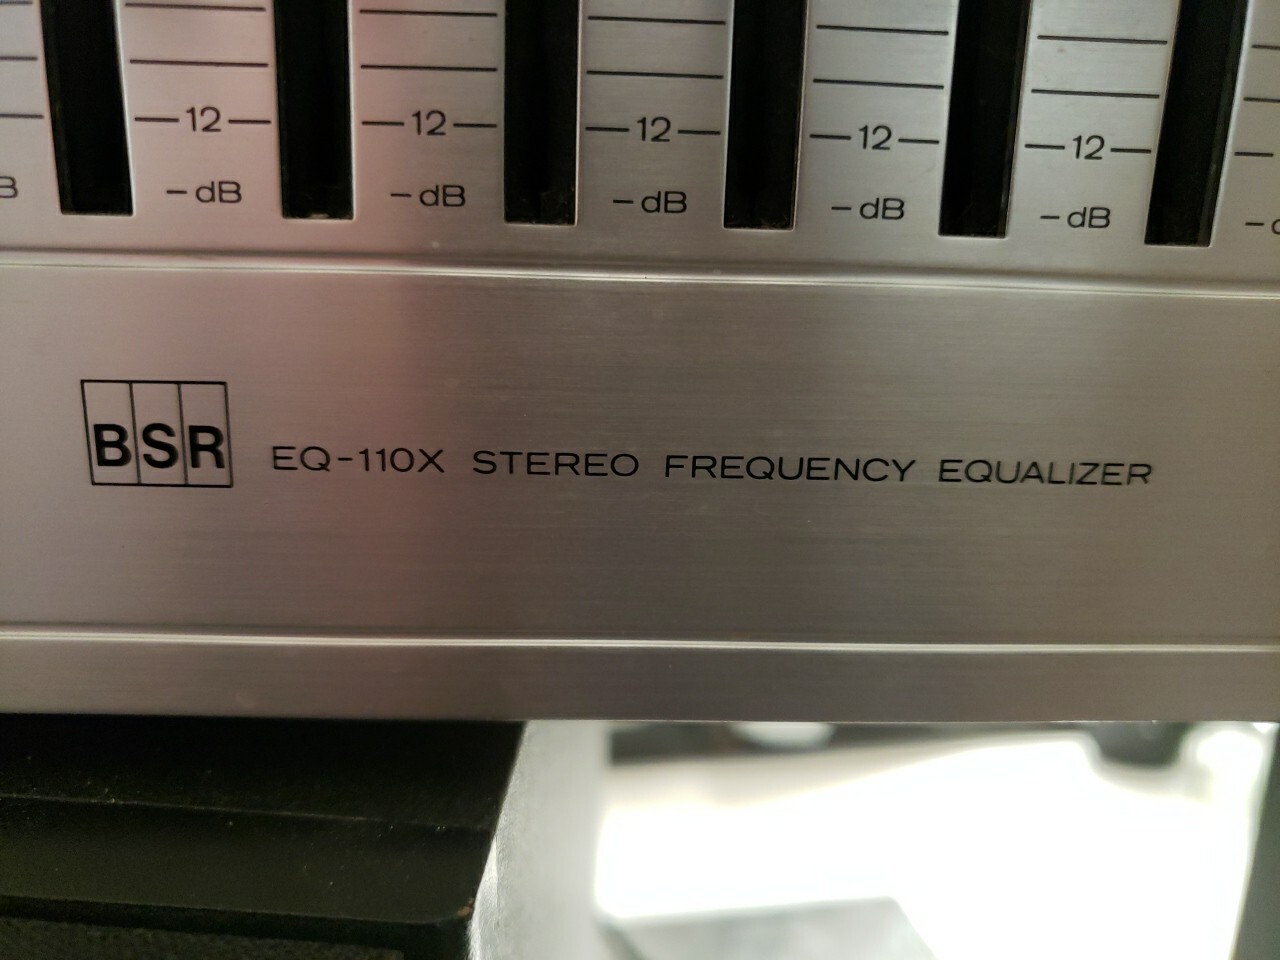 12 12 12 12 12
B -dB -dB -dB -dB -dB
BSR EQ-110X STEREO FREQUENCY EQUALIZER